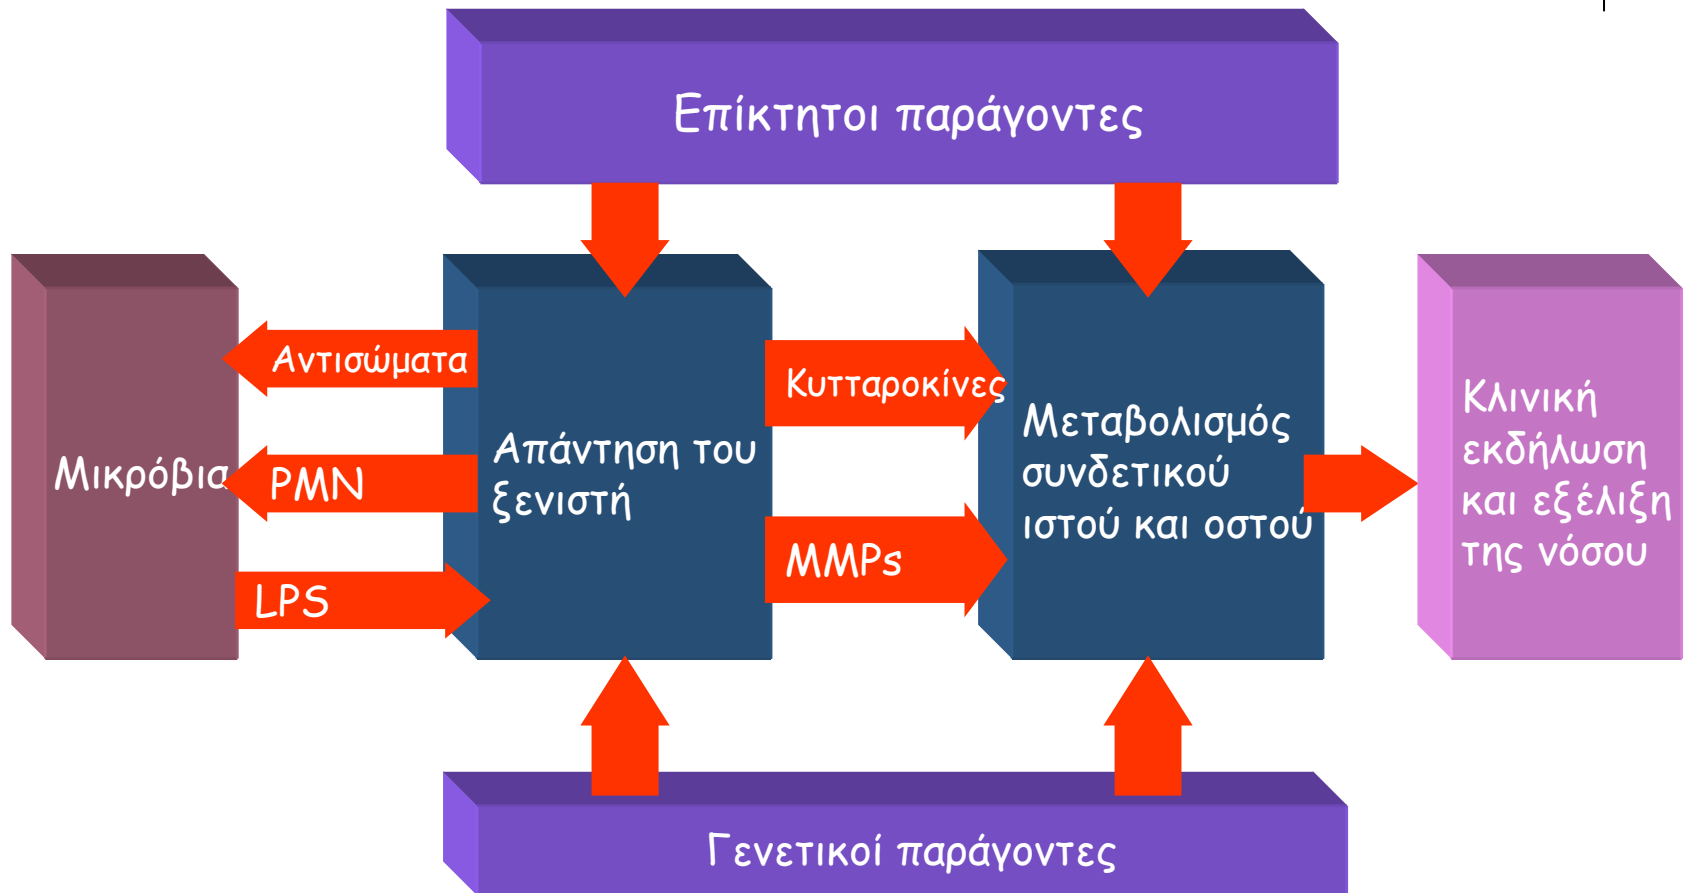 Επίκτητοι παράγοντες
Μικρόβια
Αντισώματα
PMN
LPS
Απάντηση του
ξενιστή
Κυτταροκίνες
MMPs
Μεταβολισμός
συνδετικού
ιστού και οστού
Κλινική
εκδήλωση
και εξέλιξη
της νόσου
Γενετικοί παράγοντες